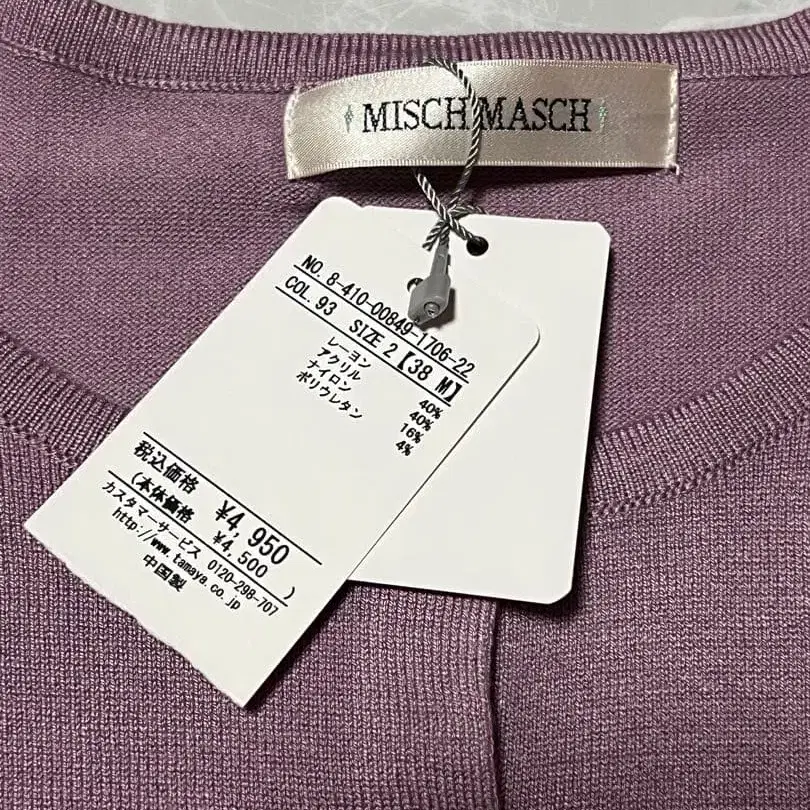 MISCH MASCH
NO. 8-410-00849-1706-22
COL. 93 SIZE 2【38 M】
レーヨン 40%
アクリル 40%
ナイロン 16%
ポリウレタン 4%
税込価格 ¥4,950
(本体価格 ¥4,500 )
カスタマーサービス 0120-298-707
http://www.tamaya.co.jp
中国製